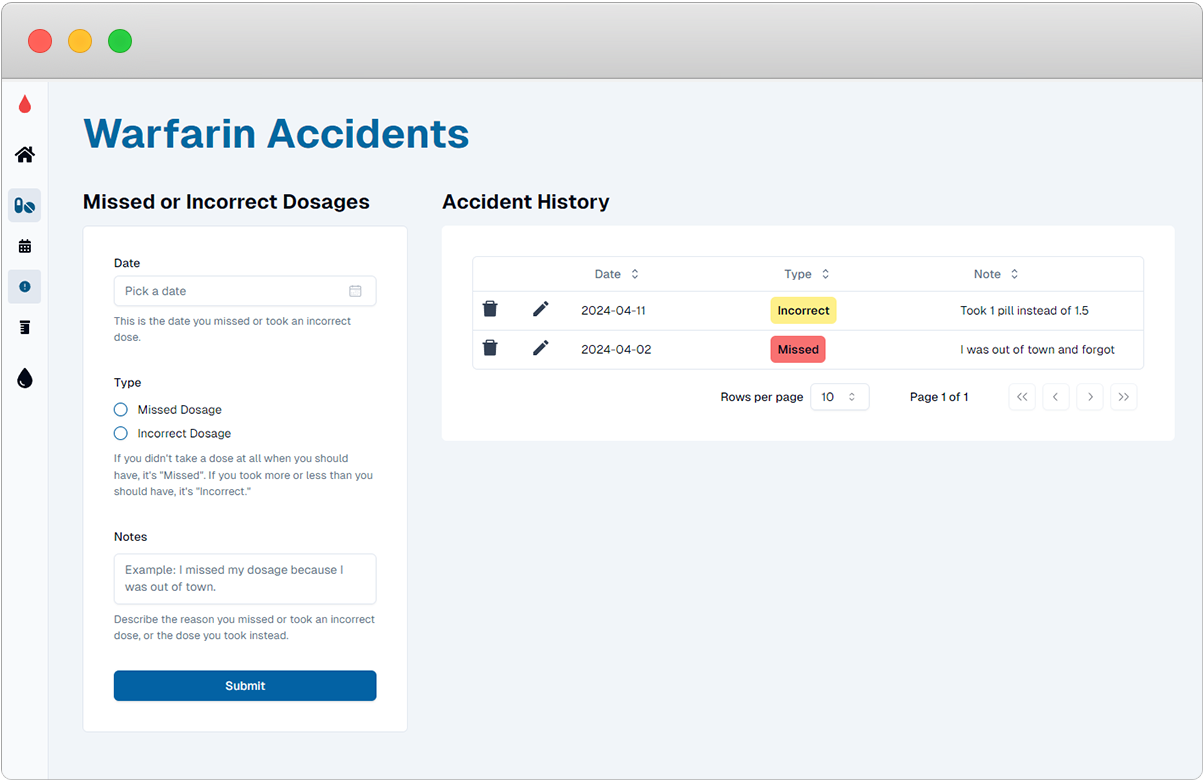 Warfarin Accidents
Missed or Incorrect Dosages
Date
Pick a date
This is the date you missed or took an incorrect
dose.
Type
Missed Dosage
Incorrect Dosage
If you didn't take a dose at all when you should
have, it's "Missed". If you took more or less than you
should have, it's "Incorrect."
Notes
Example: I missed my dosage because I
was out of town.
Describe the reason you missed or took an incorrect
dose, or the dose you took instead.
Submit
Accident History
Date Type Note
2024-04-11 Incorrect Took 1 pill instead of 1.5
2024-04-02 Missed I was out of town and forgot
Rows per page 10 Page 1 of 1